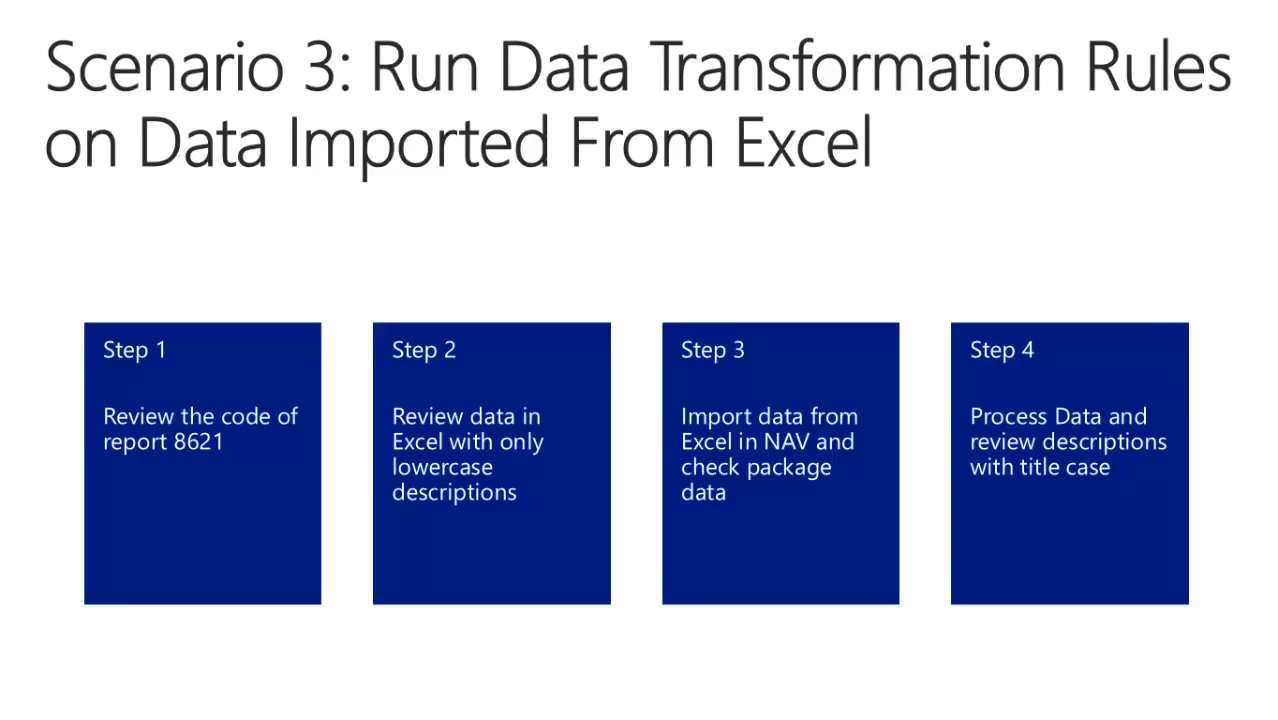 Scenario 3: Run Data Transformation Rules
on Data Imported From Excel
Step 1
Review the code of
report 8621
Step 2
Review data in
Excel with only
lowercase
descriptions
Step 3
Import data from
Excel in NAV and
check package
data
Step 4
Process Data and
review descriptions
with title case